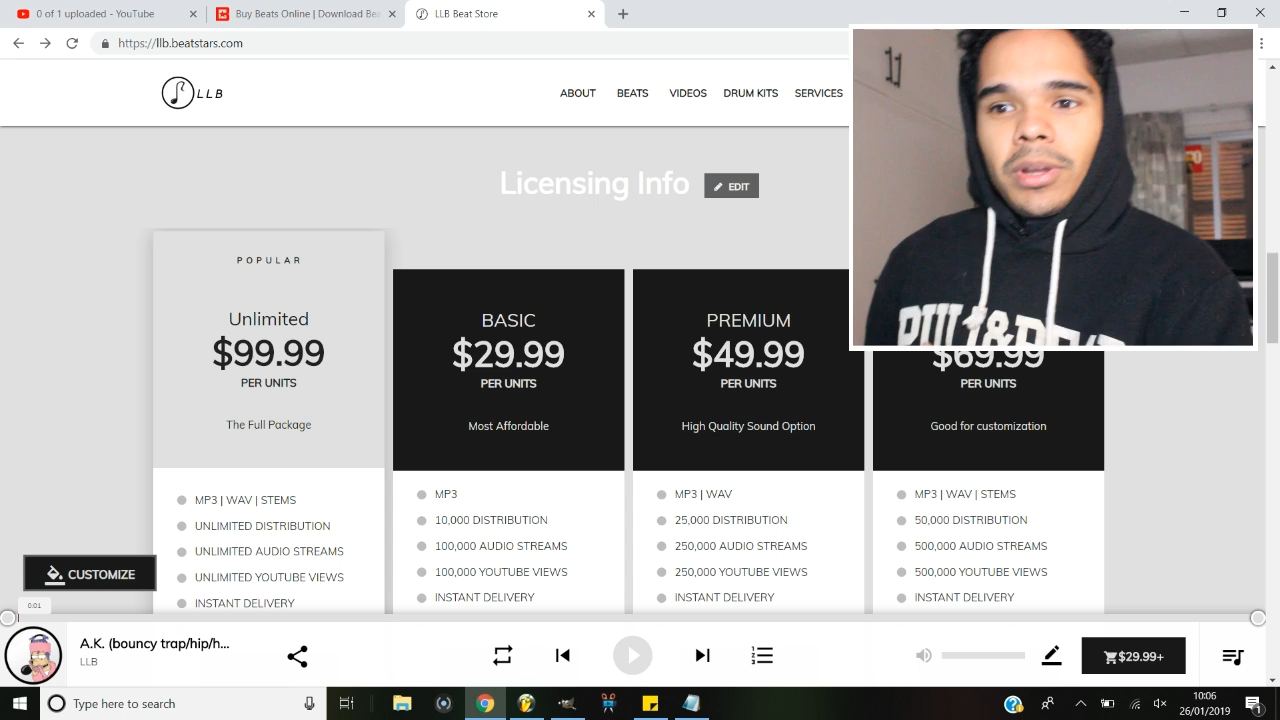 0 of 1 uploaded - YouTube
Buy Beats Online | Download Bea
LLB Beat Store
https://llb.beatstars.com
LLB
ABOUT
BEATS
VIDEOS
DRUM KITS
SERVICES
Licensing Info
EDIT
POPULAR
Unlimited
$99.99
PER UNITS
The Full Package
MP3 | WAV | STEMS
UNLIMITED DISTRIBUTION
UNLIMITED AUDIO STREAMS
UNLIMITED YOUTUBE VIEWS
INSTANT DELIVERY
BASIC
$29.99
PER UNITS
Most Affordable
MP3
10,000 DISTRIBUTION
100,000 AUDIO STREAMS
100,000 YOUTUBE VIEWS
INSTANT DELIVERY
PREMIUM
$49.99
PER UNITS
High Quality Sound Option
MP3 | WAV
25,000 DISTRIBUTION
250,000 AUDIO STREAMS
250,000 YOUTUBE VIEWS
INSTANT DELIVERY
$69.99
PER UNITS
Good for customization
MP3 | WAV | STEMS
50,000 DISTRIBUTION
500,000 AUDIO STREAMS
500,000 YOUTUBE VIEWS
INSTANT DELIVERY
CUSTOMIZE
0:01
A.K. (bouncy trap/hip/h...
LLB
$29.99+
Type here to search
10:06
26/01/2019